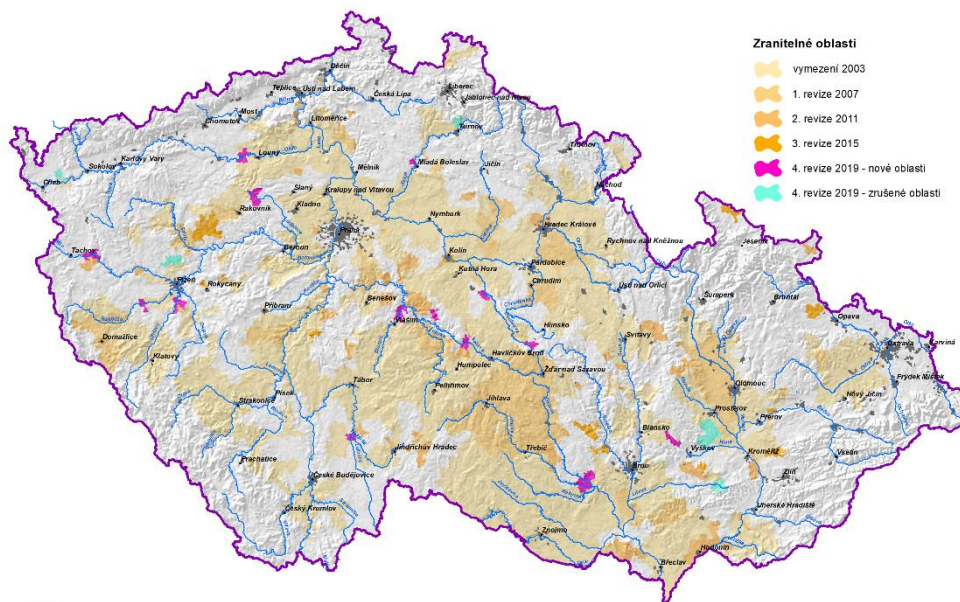 Zranitelné oblasti
vymezení 2003
1. revize 2007
2. revize 2011
3. revize 2015
4. revize 2019 - nové oblasti
4. revize 2019 - zrušené oblasti
Děčín
Teplice
Ústí nad Labem
Česká Lípa
Liberec
Jablonec nad Nisou
Most
Chomutov
Litoměřice
Turnov
Trutnov
Karlovy Vary
Sokolov
Cheb
Louny
Mělník
Mladá Boleslav
Jičín
Náchod
Slaný
Kralupy nad Vltavou
Rakovník
Kladno
Nymburk
Hradec Králové
Praha
Rychnov nad Kněžnou
Jeseník
Tachov
Beroun
Kolín
Pardubice
Plzeň
Rokycany
Kutná Hora
Chrudim
Ústí nad Orlicí
Šumperk
Bruntál
Opava
Příbram
Benešov
Vlašim
Hlinsko
Svitavy
Ostrava
Karviná
Domažlice
Klatovy
Havlíčkův Brod
Humpolec
Žďár nad Sázavou
Frýdek Místek
Olomouc
Nový Jičín
Tábor
Pelhřimov
Strakonice
Písek
Jihlava
Prostějov
Přerov
Blansko
Vyškov
Vsetín
Jindřichův Hradec
Třebíč
Brno
Kroměříž
Zlín
Prachatice
České Budějovice
Český Krumlov
Uherské Hradiště
Znojmo
Hodonín
Břeclav